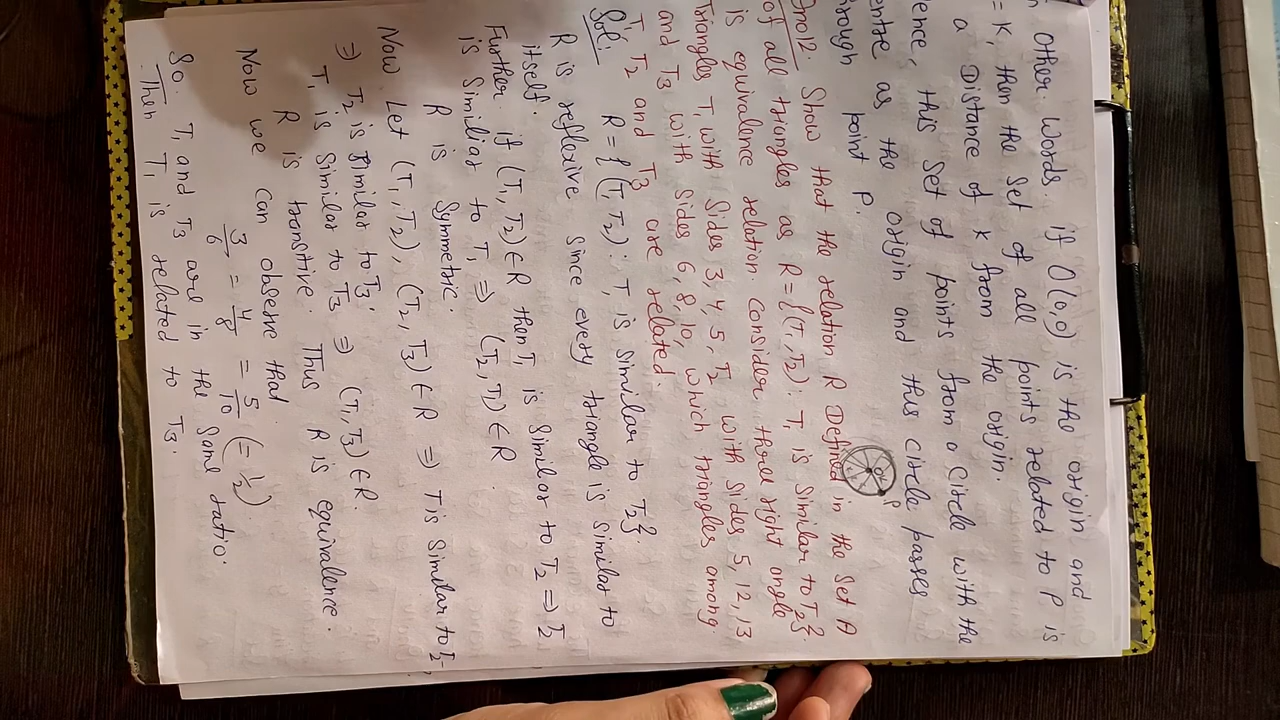 other words. if O(0,0) is the origin and
= K, then the set of all points related to P is
a Distance of K from the origin.
this set of points from a circle with the
as the origin and this circle passes
point P.
O P
12. Show that the relation R Defined in the set A
of all triangles as R = {(T₁, T₂) : T₁ is similar to T₂}
is equivalence relation. Consider three right angle
Triangles T₁ with sides 3, 4, 5, T₂ with sides 5, 12, 13
and T₃ with sides 6, 8, 10, which triangles among
T₁ T₂ and T₃ are related.
R = {(T₁, T₂) : T₁ is similar to T₂}.
R is reflexive since every triangle is similar to
itself.
Further if (T₁, T₂) ∈ R then T₁ is similar to T₂ ⇒ T₂
is similiar to T₁ ⇒ (T₂, T₁) ∈ R.
R is symmetric.
Now. Let (T₁, T₂), (T₂, T₃) ∈ R ⇒ T is similar to T₂
⇒ T₂ is similar to T₃
T₁ is similar to T₃ ⇒ (T₁, T₃) ∈ R.
R is transitive. Thus R is equivalence.
Now we can observe that
3/6 = 4/8 = 5/10 (= 1/2)
So. T₁ and T₃ are in the same ratio.
Then T₁ is related to T₃.